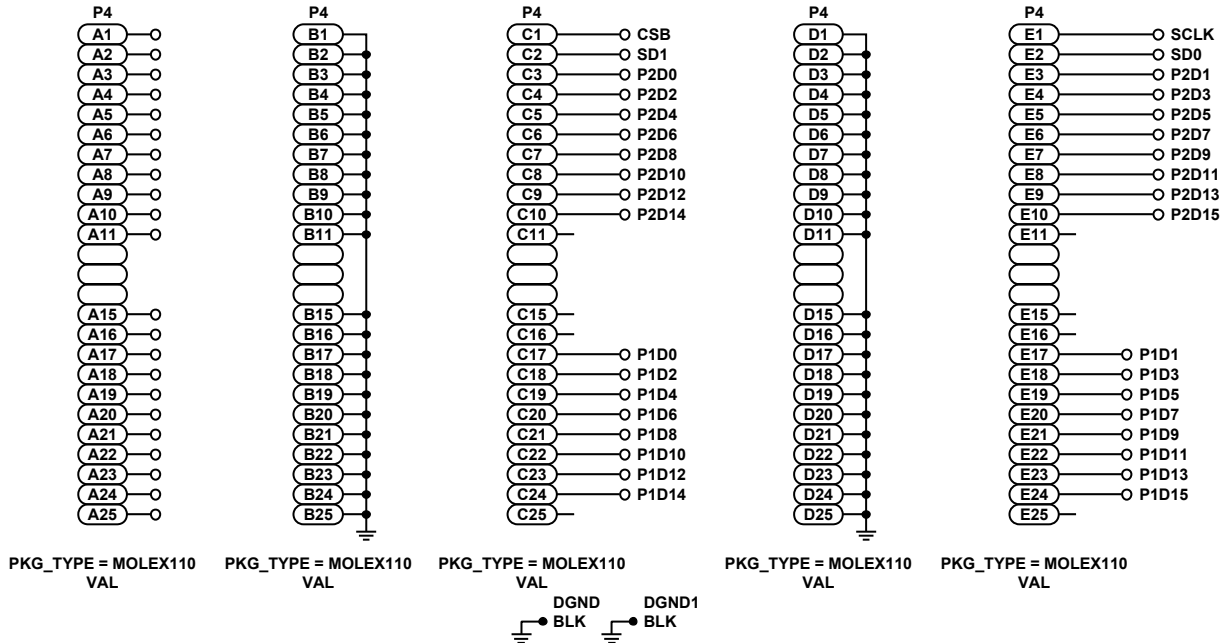 P4 P4 P4 P4 P4
A1 B1 C1 CSB D1 E1 SCLK
A2 B2 C2 SD1 D2 E2 SD0
A3 B3 C3 P2D0 D3 E3 P2D1
A4 B4 C4 P2D2 D4 E4 P2D3
A5 B5 C5 P2D4 D5 E5 P2D5
A6 B6 C6 P2D6 D6 E6 P2D7
A7 B7 C7 P2D8 D7 E7 P2D9
A8 B8 C8 P2D10 D8 E8 P2D11
A9 B9 C9 P2D12 D9 E9 P2D13
A10 B10 C10 P2D14 D10 E10 P2D15
A11 B11 C11 D11 E11
A15 B15 C15 D15 E15
A16 B16 C16 D16 E16
A17 B17 C17 P1D0 D17 E17 P1D1
A18 B18 C18 P1D2 D18 E18 P1D3
A19 B19 C19 P1D4 D19 E19 P1D5
A20 B20 C20 P1D6 D20 E20 P1D7
A21 B21 C21 P1D8 D21 E21 P1D9
A22 B22 C22 P1D10 D22 E22 P1D11
A23 B23 C23 P1D12 D23 E23 P1D13
A24 B24 C24 P1D14 D24 E24 P1D15
A25 B25 C25 D25 E25
PKG_TYPE = MOLEX110 PKG_TYPE = MOLEX110 PKG_TYPE = MOLEX110 PKG_TYPE = MOLEX110 PKG_TYPE = MOLEX110
VAL VAL VAL VAL VAL
DGND DGND1
BLK BLK